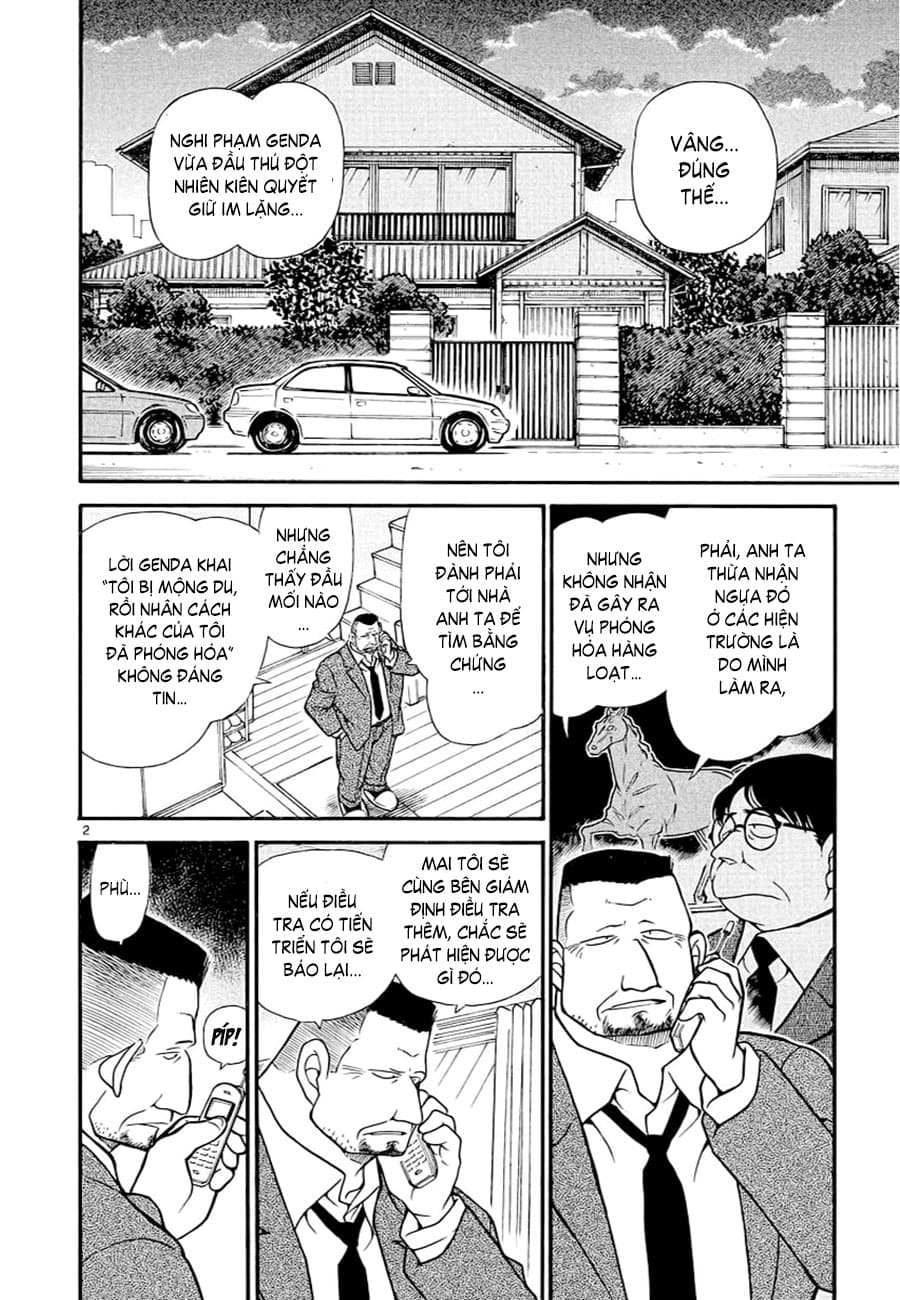 VÂNG...
ĐÚNG
THẾ...
NGHI PHẠM GENDA
VỪA ĐẦU THÚ ĐỘT
NHIÊN KIÊN QUYẾT
GIỮ IM LẶNG...
PHẢI, ANH TA
THỪA NHẬN
NGỰA ĐỎ
Ở CÁC HIỆN
TRƯỜNG LÀ
DO MÌNH
LÀM RA,
NHƯNG
KHÔNG NHẬN
ĐÃ GÂY RA
VỤ PHÓNG
HÓA HÀNG
LOẠT...
NÊN TÔI
ĐÀNH PHÁI
TỚI NHÀ
ANH TA ĐỂ
TÌM BẰNG
CHỨNG
...
NHƯNG
CHẲNG
THẤY ĐẦU
MỐI NÀO
...
LỜI GENDA KHAI
“TÔI BỊ MỘNG DU,
RỒI NHÂN CÁCH
KHÁC CỦA TÔI
ĐÃ PHÓNG HÓA”
KHÔNG ĐÁNG
TIN...
2
MAI TÔI SẼ
CÙNG BÊN GIÁM
ĐỊNH ĐIỀU TRA
THÊM, CHẮC SẼ
PHÁT HIỆN ĐƯỢC
GÌ ĐÓ...
NẾU ĐIỀU
TRA CÓ TIẾN
TRIỂN TÔI SẼ
BÁO LẠI...
PHÙ...
PÍP!